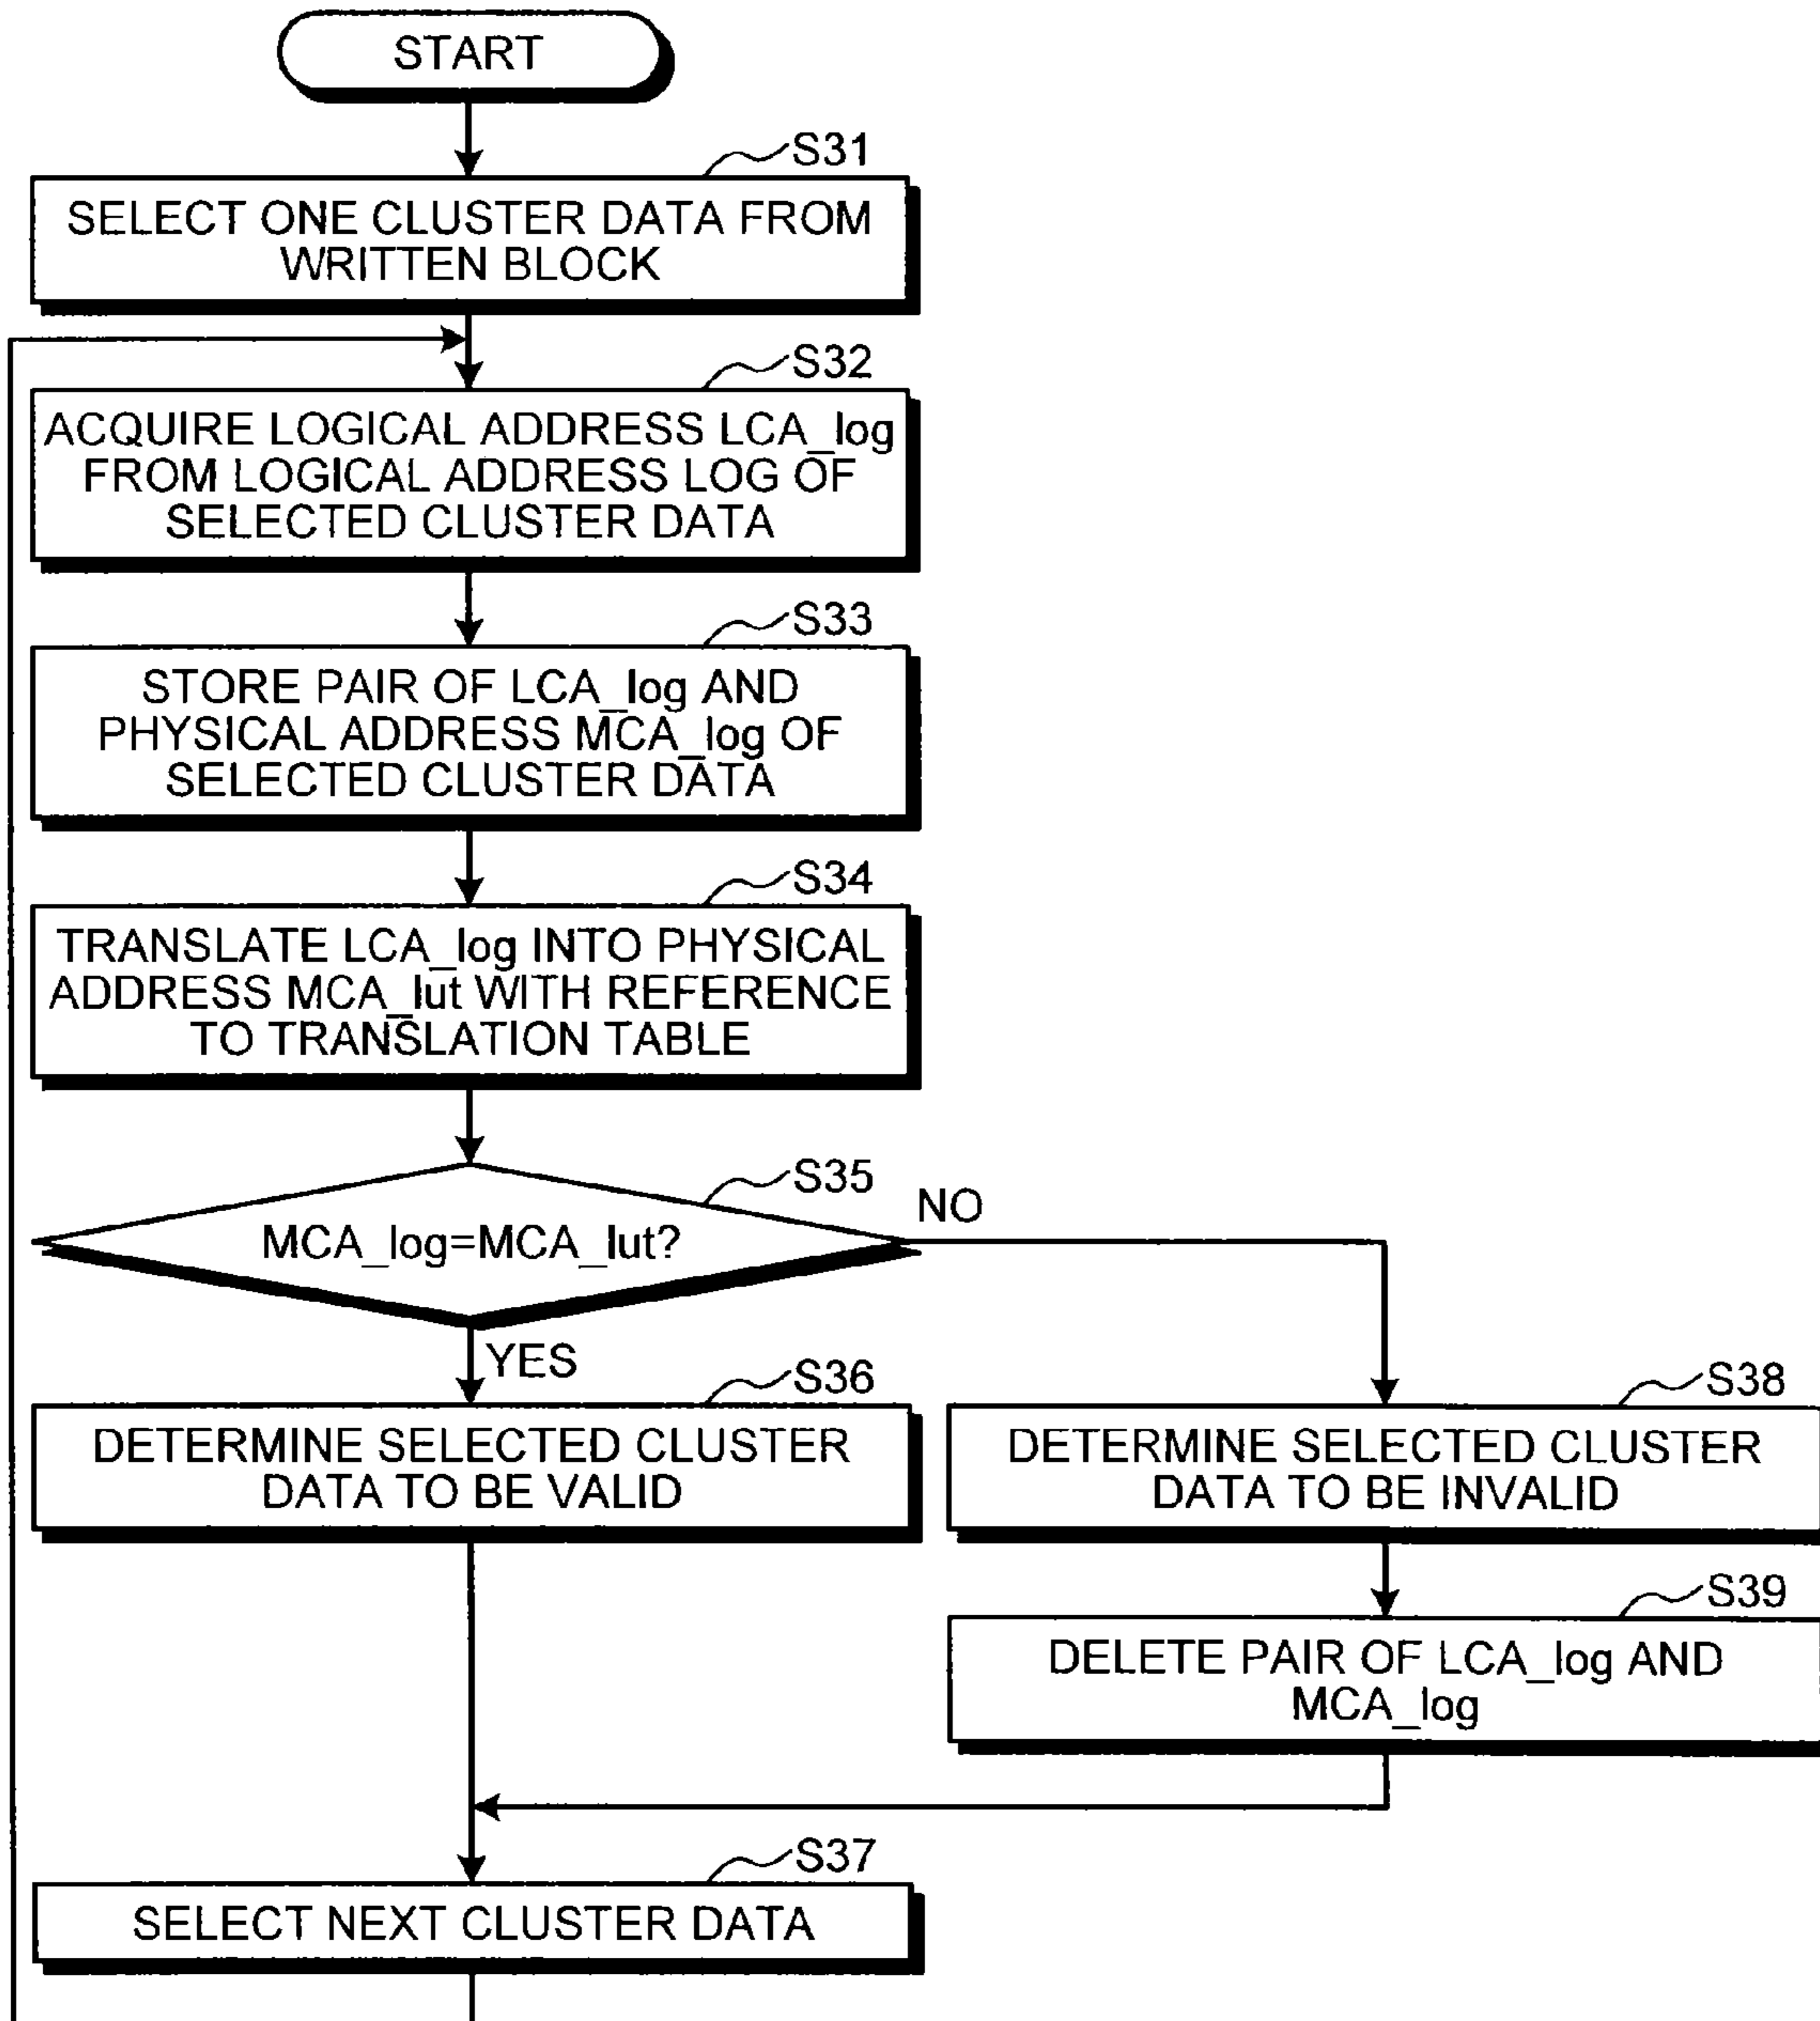 START
S31
SELECT ONE CLUSTER DATA FROM
WRITTEN BLOCK
S32
ACQUIRE LOGICAL ADDRESS LCA_log
FROM LOGICAL ADDRESS LOG OF
SELECTED CLUSTER DATA
S33
STORE PAIR OF LCA_log AND
PHYSICAL ADDRESS MCA_log OF
SELECTED CLUSTER DATA
S34
TRANSLATE LCA_log INTO PHYSICAL
ADDRESS MCA_lut WITH REFERENCE
TO TRANSLATION TABLE
S35
MCA_log=MCA_lut?
NO
YES
S36
DETERMINE SELECTED CLUSTER
DATA TO BE VALID
S38
DETERMINE SELECTED CLUSTER
DATA TO BE INVALID
S39
DELETE PAIR OF LCA_log AND
MCA_log
S37
SELECT NEXT CLUSTER DATA